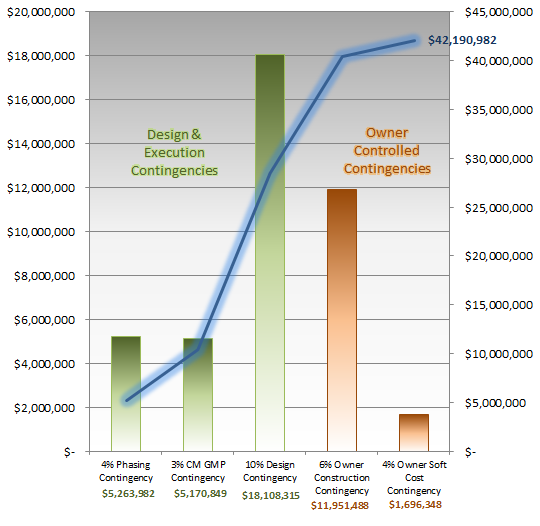 $20,000,000
$18,000,000
$16,000,000
$14,000,000
$12,000,000
$10,000,000
$8,000,000
$6,000,000
$4,000,000
$2,000,000
$-
$45,000,000
$40,000,000
$35,000,000
$30,000,000
$25,000,000
$20,000,000
$15,000,000
$10,000,000
$5,000,000
$-
$42,190,982
Design &
Execution
Contingencies
Owner
Controlled
Contingencies
4% Phasing
Contingency
$5,263,982
3% CM GMP
Contingency
$5,170,849
10% Design
Contingency
$18,108,315
6% Owner
Construction
Contingency
$11,951,488
4% Owner Soft
Cost
Contingency
$1,696,348